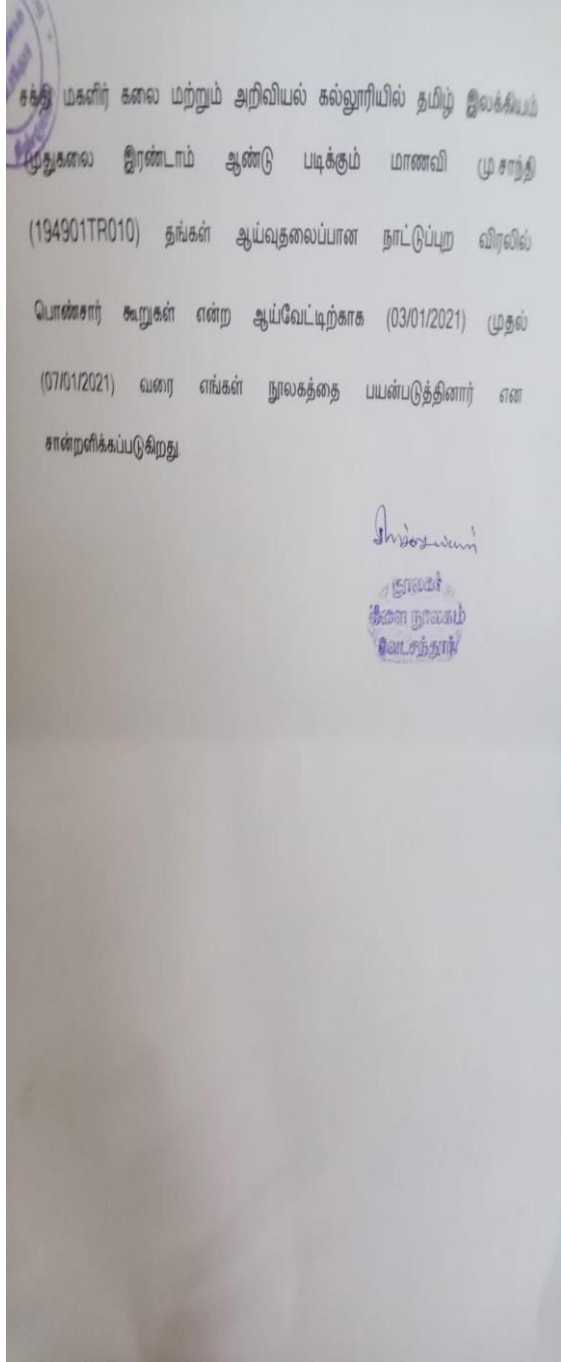 சக்தி மகளிர் கலை மற்றும் அறிவியல் கல்லூரியில் தமிழ் இலக்கியம்
முதுகலை இரண்டாம் ஆண்டு படிக்கும் மாணவி மு சாந்தி
(194901TR010) தங்கள் ஆய்வுதலைப்பான நாட்டுப்புற விரலில்
பொண்சார் கூறுகள் என்ற ஆய்வேட்டிற்காக (03/01/2021) முதல்
(07/01/2021) வரை எங்கள் நூலகத்தை பயன்படுத்தினார் என
சான்றளிக்கப்படுகிறது
நூலகர்
கிளை நூலகம்
வேடசந்தூர்